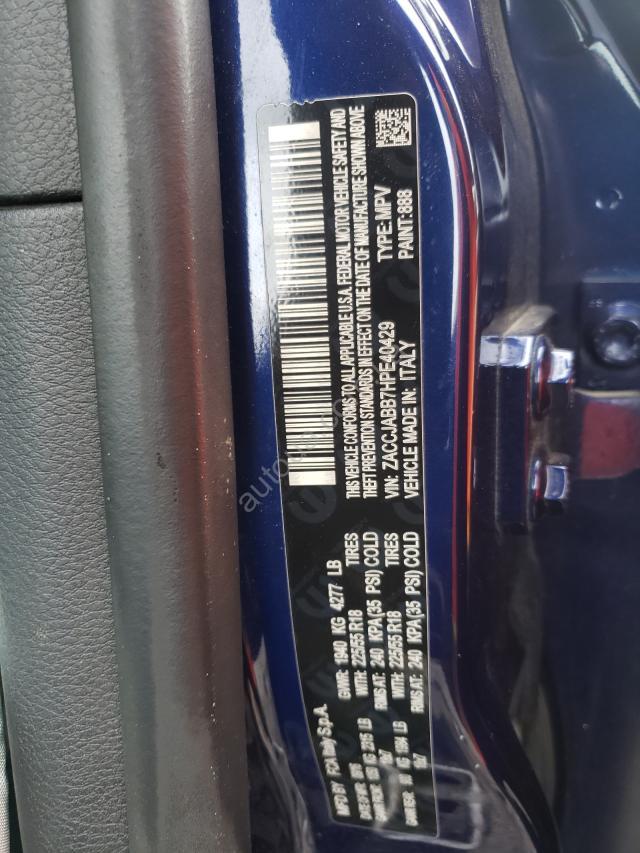 MFD BY FCA Italy S.p.A.
GVWR: 1940 KG 4277 LB
WITH: 225/55 R18 TIRES
RIMS AT: 240 KPA(35 PSI) COLD
KG LB
WITH: 225/55 R18 TIRES
RIMS AT: 240 KPA(35 PSI) COLD
THIS VEHICLE CONFORMS TO ALL APPLICABLE U.S.A. FEDERAL MOTOR VEHICLE SAFETY AND
THEFT PREVENTION STANDARDS IN EFFECT ON THE DATE OF MANUFACTURE SHOWN ABOVE
VIN: ZACCJABB7HPE40429 TYPE: MPV
VEHICLE MADE IN: ITALY PAINT: 888